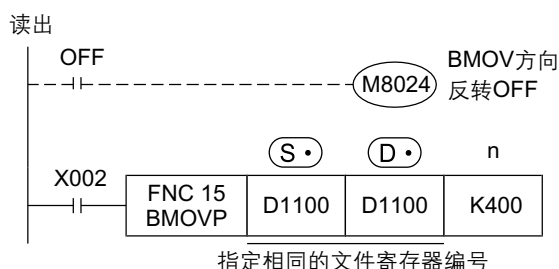 读出
OFF
M8024
BMOV方向
反转OFF
S・ D・ n
X002
FNC 15
BMOVP
D1100 D1100 K400
指定相同的文件寄存器编号